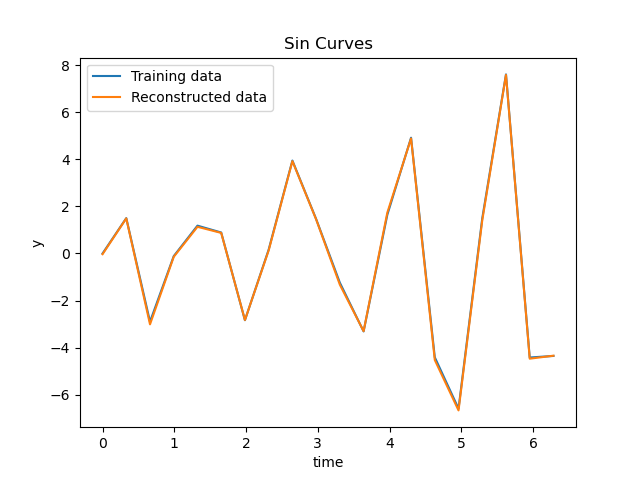 Sin Curves
Training data
Reconstructed data
8
6
4
2
0
−2
−4
−6
y
0 1 2 3 4 5 6
time